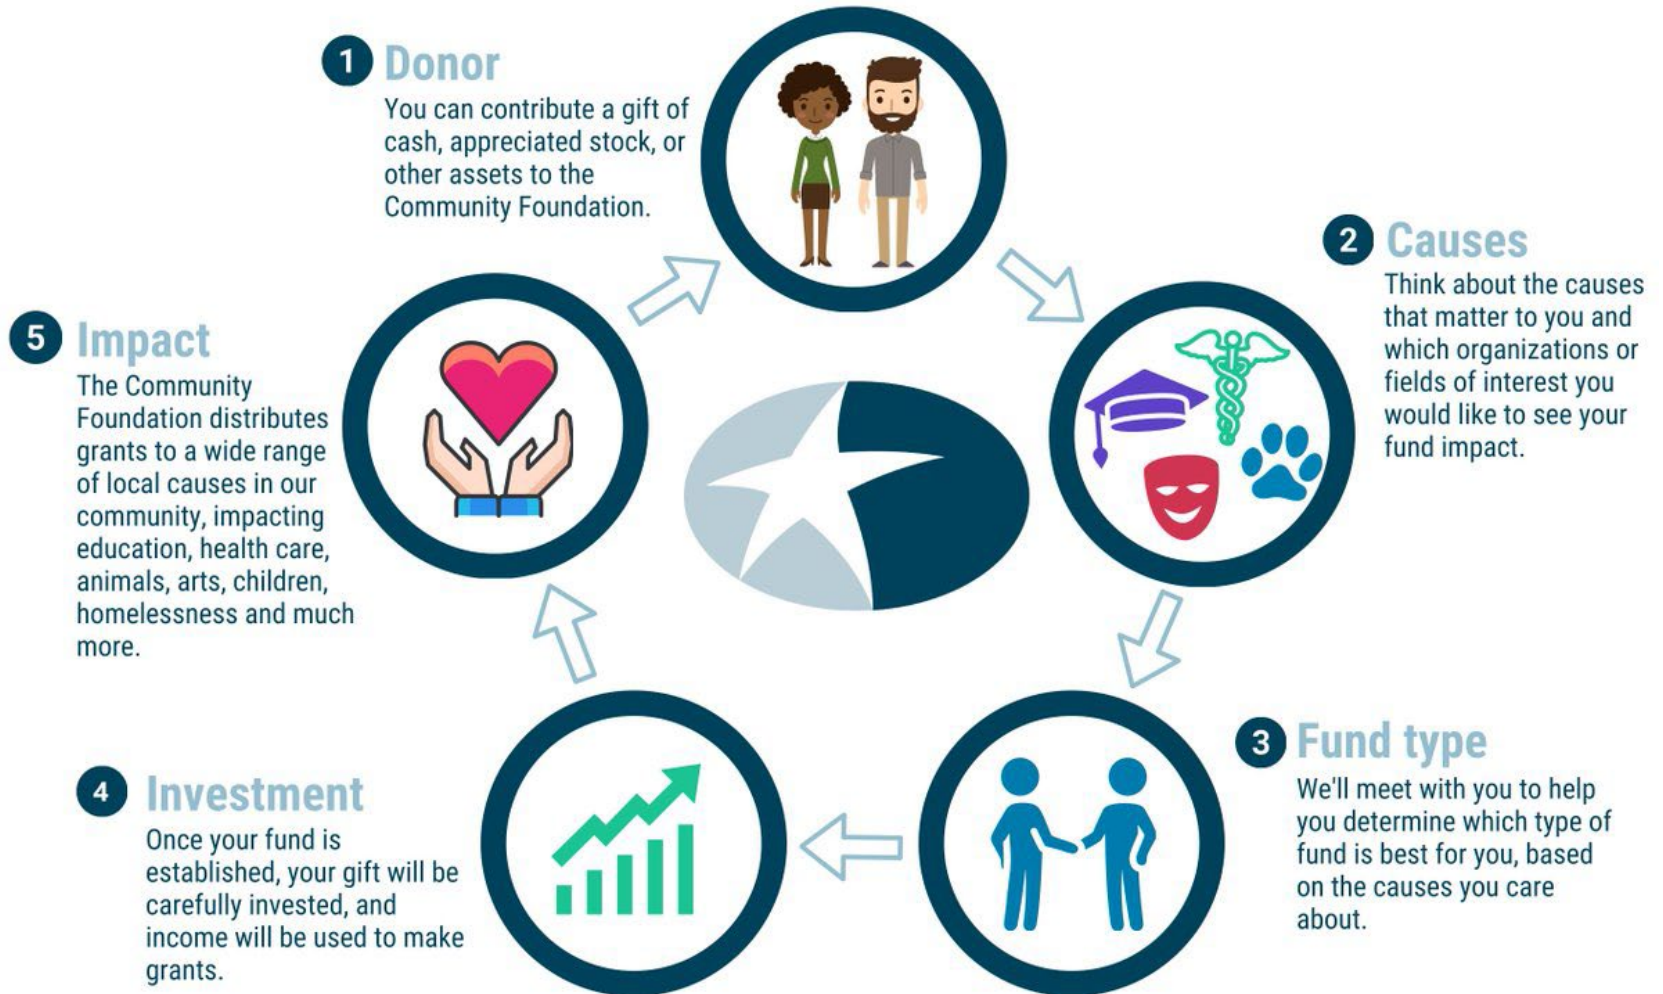 1 Donor
You can contribute a gift of
cash, appreciated stock, or
other assets to the
Community Foundation.
2 Causes
Think about the causes
that matter to you and
which organizations or
fields of interest you
would like to see your
fund impact.
3 Fund type
We'll meet with you to help
you determine which type of
fund is best for you, based
on the causes you care
about.
4 Investment
Once your fund is
established, your gift will be
carefully invested, and
income will be used to make
grants.
5 Impact
The Community
Foundation distributes
grants to a wide range
of local causes in our
community, impacting
education, health care,
animals, arts, children,
homelessness and much
more.